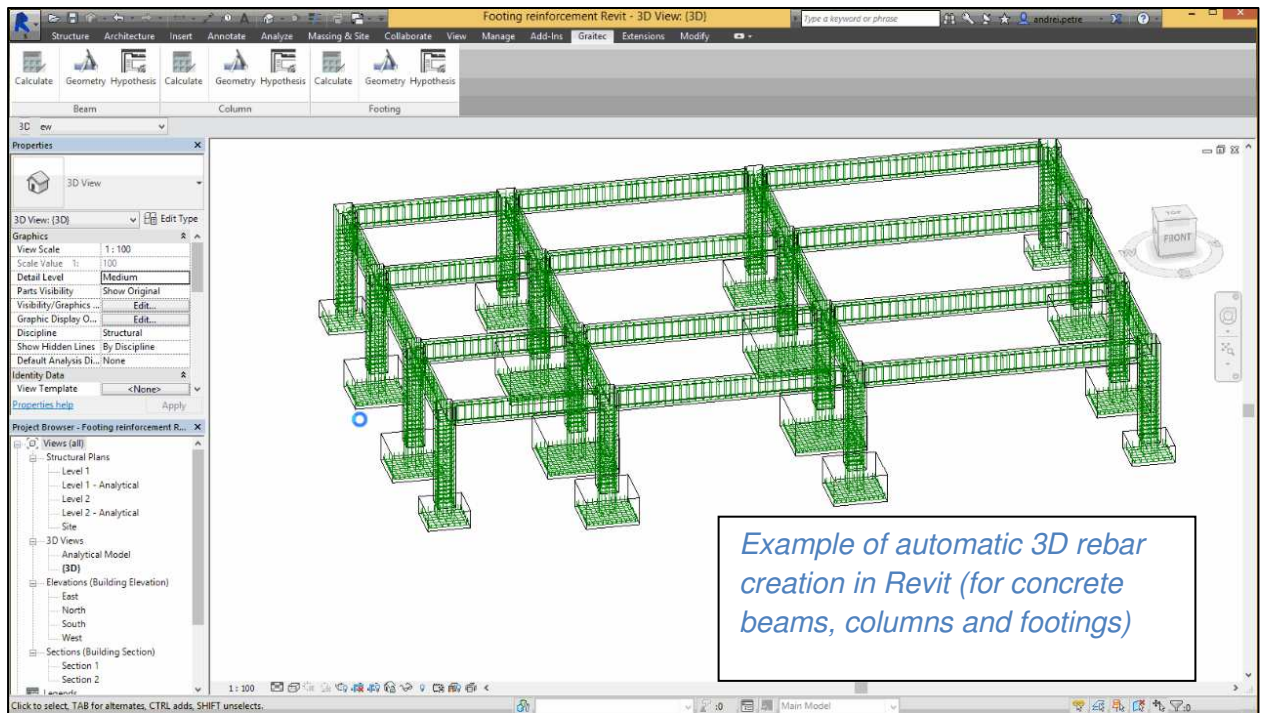 Footing reinforcement Revit - 3D View: {3D}
Type a keyword or phrase
andrei.petre
Structure Architecture Insert Annotate Analyze Massing & Site Collaborate View Manage Add-Ins Graitec Extensions Modify
Calculate Geometry Hypothesis Calculate Geometry Hypothesis Calculate Geometry Hypothesis
Beam Column Footing
3D ew
Properties
3D View
3D View: {3D} Edit Type
Graphics
View Scale 1 : 100
Scale Value 1: 100
Detail Level Medium
Parts Visibility Show Original
Visibility/Graphics ... Edit...
Graphic Display O... Edit...
Discipline Structural
Show Hidden Lines By Discipline
Default Analysis Di... None
Identity Data
View Template <None>
Properties help Apply
Project Browser - Footing reinforcement R...
Views (all)
Structural Plans
Level 1
Level 1 - Analytical
Level 2
Level 2 - Analytical
Site
3D Views
Analytical Model
{3D}
Elevations (Building Elevation)
East
North
South
West
Sections (Building Section)
Section 1
Section 2
Legends
TOP
FRONT
Example of automatic 3D rebar
creation in Revit (for concrete
beams, columns and footings)
1 : 100
Click to select, TAB for alternates, CTRL adds, SHIFT unselects.
:0
Main Model
:0